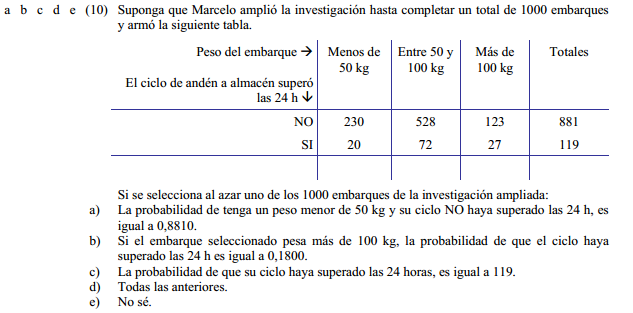 a b c d e (10) Suponga que Marcelo amplió la investigación hasta completar un total de 1000 embarques
y armó la siguiente tabla.
Peso del embarque → Menos de Entre 50 y Más de Totales
50 kg 100 kg 100 kg
El ciclo de andén a almacén superó
las 24 h ↓
NO 230 528 123 881
SI 20 72 27 119
Si se selecciona al azar uno de los 1000 embarques de la investigación ampliada:
a) La probabilidad de tenga un peso menor de 50 kg y su ciclo NO haya superado las 24 h, es
igual a 0,8810.
b) Si el embarque seleccionado pesa más de 100 kg, la probabilidad de que el ciclo haya
superado las 24 h es igual a 0,1800.
c) La probabilidad de que su ciclo haya superado las 24 horas, es igual a 119.
d) Todas las anteriores.
e) No sé.